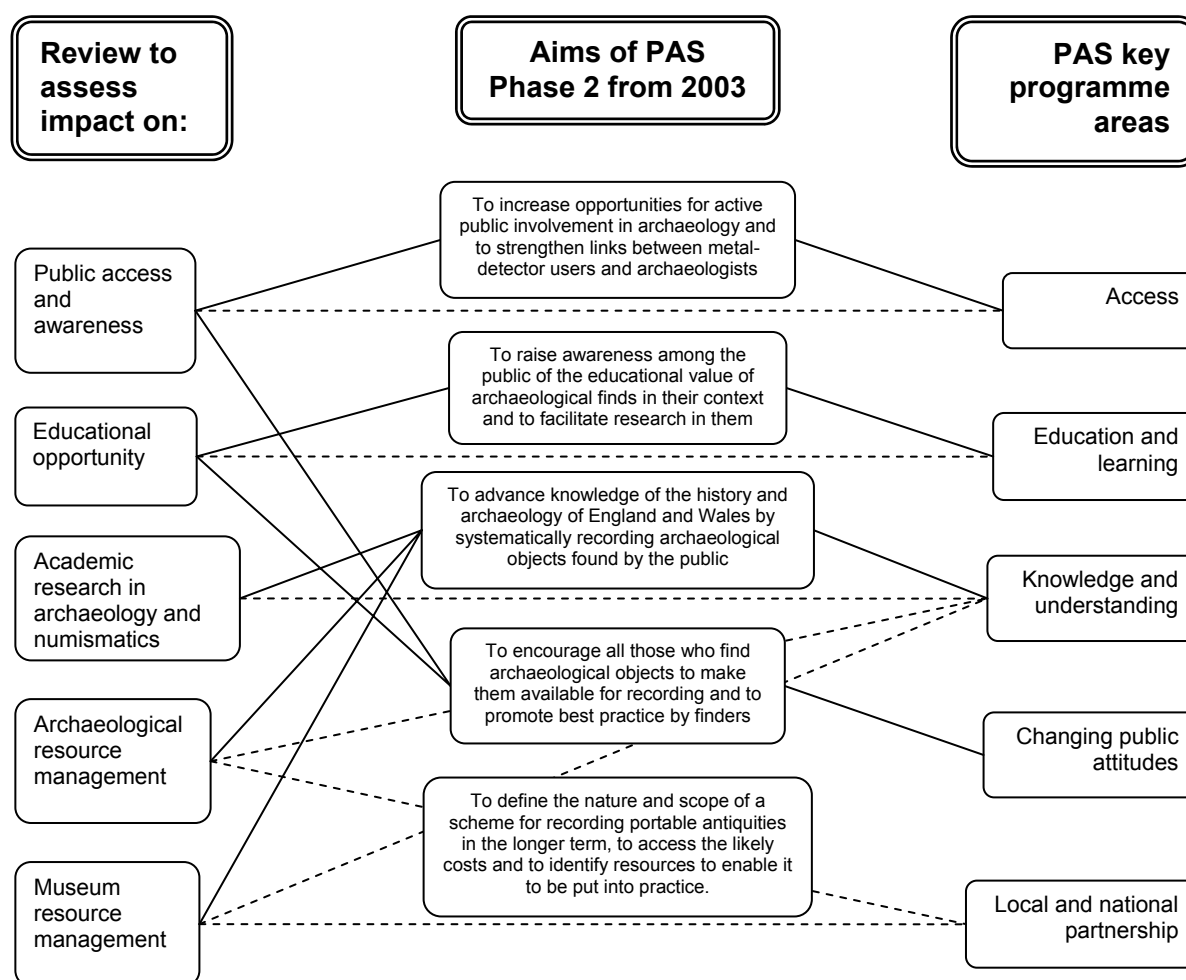 Review to
assess
impact on:
Aims of PAS
Phase 2 from 2003
PAS key
programme
areas
Public access
and
awareness
Educational
opportunity
Academic
research in
archaeology and
numismatics
Archaeological
resource
management
Museum
resource
management
To increase opportunities for active
public involvement in archaeology and
to strengthen links between metal-
detector users and archaeologists
To raise awareness among the
public of the educational value of
archaeological finds in their context
and to facilitate research in them
To advance knowledge of the history and
archaeology of England and Wales by
systematically recording archaeological
objects found by the public
To encourage all those who find
archaeological objects to make
them available for recording and to
promote best practice by finders
To define the nature and scope of a
scheme for recording portable antiquities
in the longer term, to access the likely
costs and to identify resources to enable it
to be put into practice.
Access
Education and
learning
Knowledge and
understanding
Changing public
attitudes
Local and national
partnership